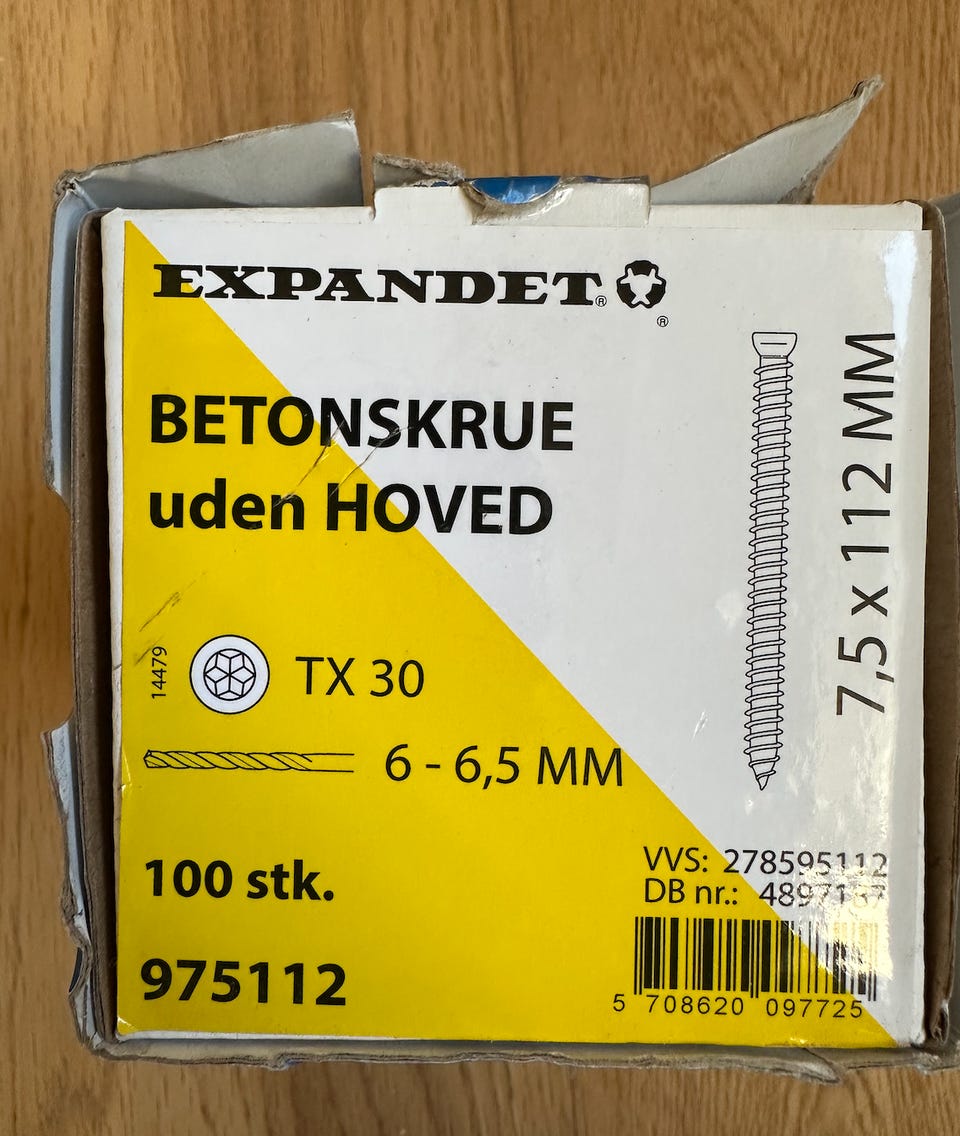 EXPANDET® 
®
BETONSKRUE
uden HOVED
7,5 x 112 MM
14479
TX 30
6 - 6,5 MM
100 stk.
975112
VVS: 278595112
DB nr.:
5 708620 097725